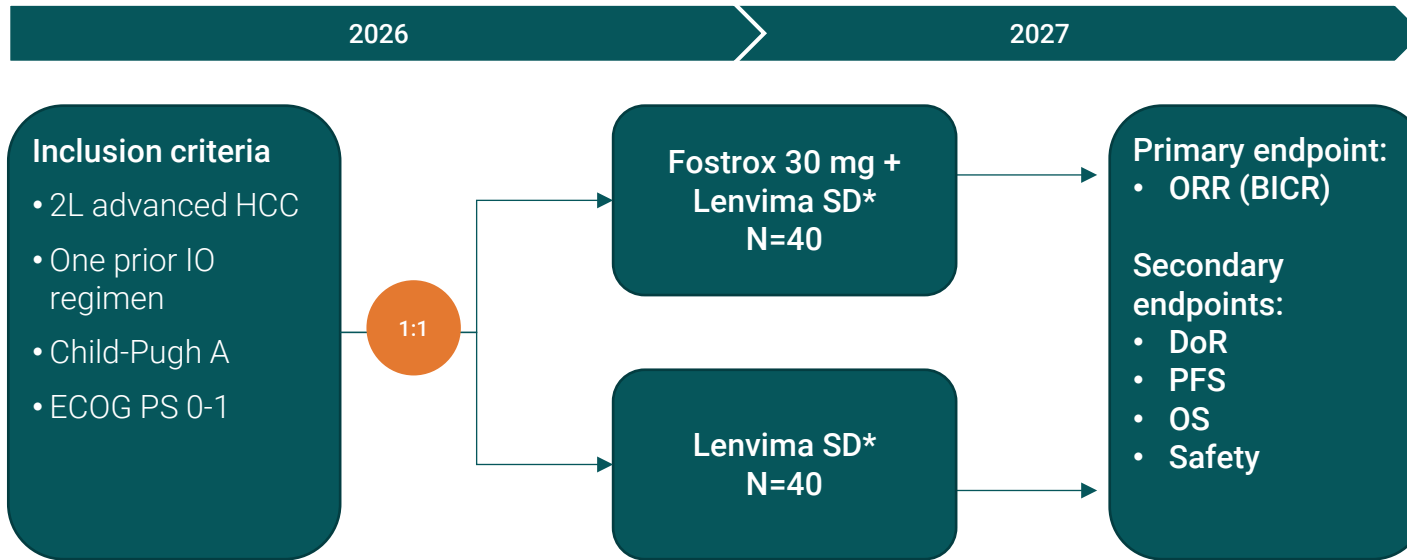 2026
2027
Inclusion criteria
• 2L advanced HCC
• One prior IO
regimen
• Child-Pugh A
• ECOG PS 0-1
1:1
Fostrox 30 mg +
Lenvima SD*
N=40
Lenvima SD*
N=40
Primary endpoint:
• ORR (BICR)
Secondary
endpoints:
• DoR
• PFS
• OS
• Safety